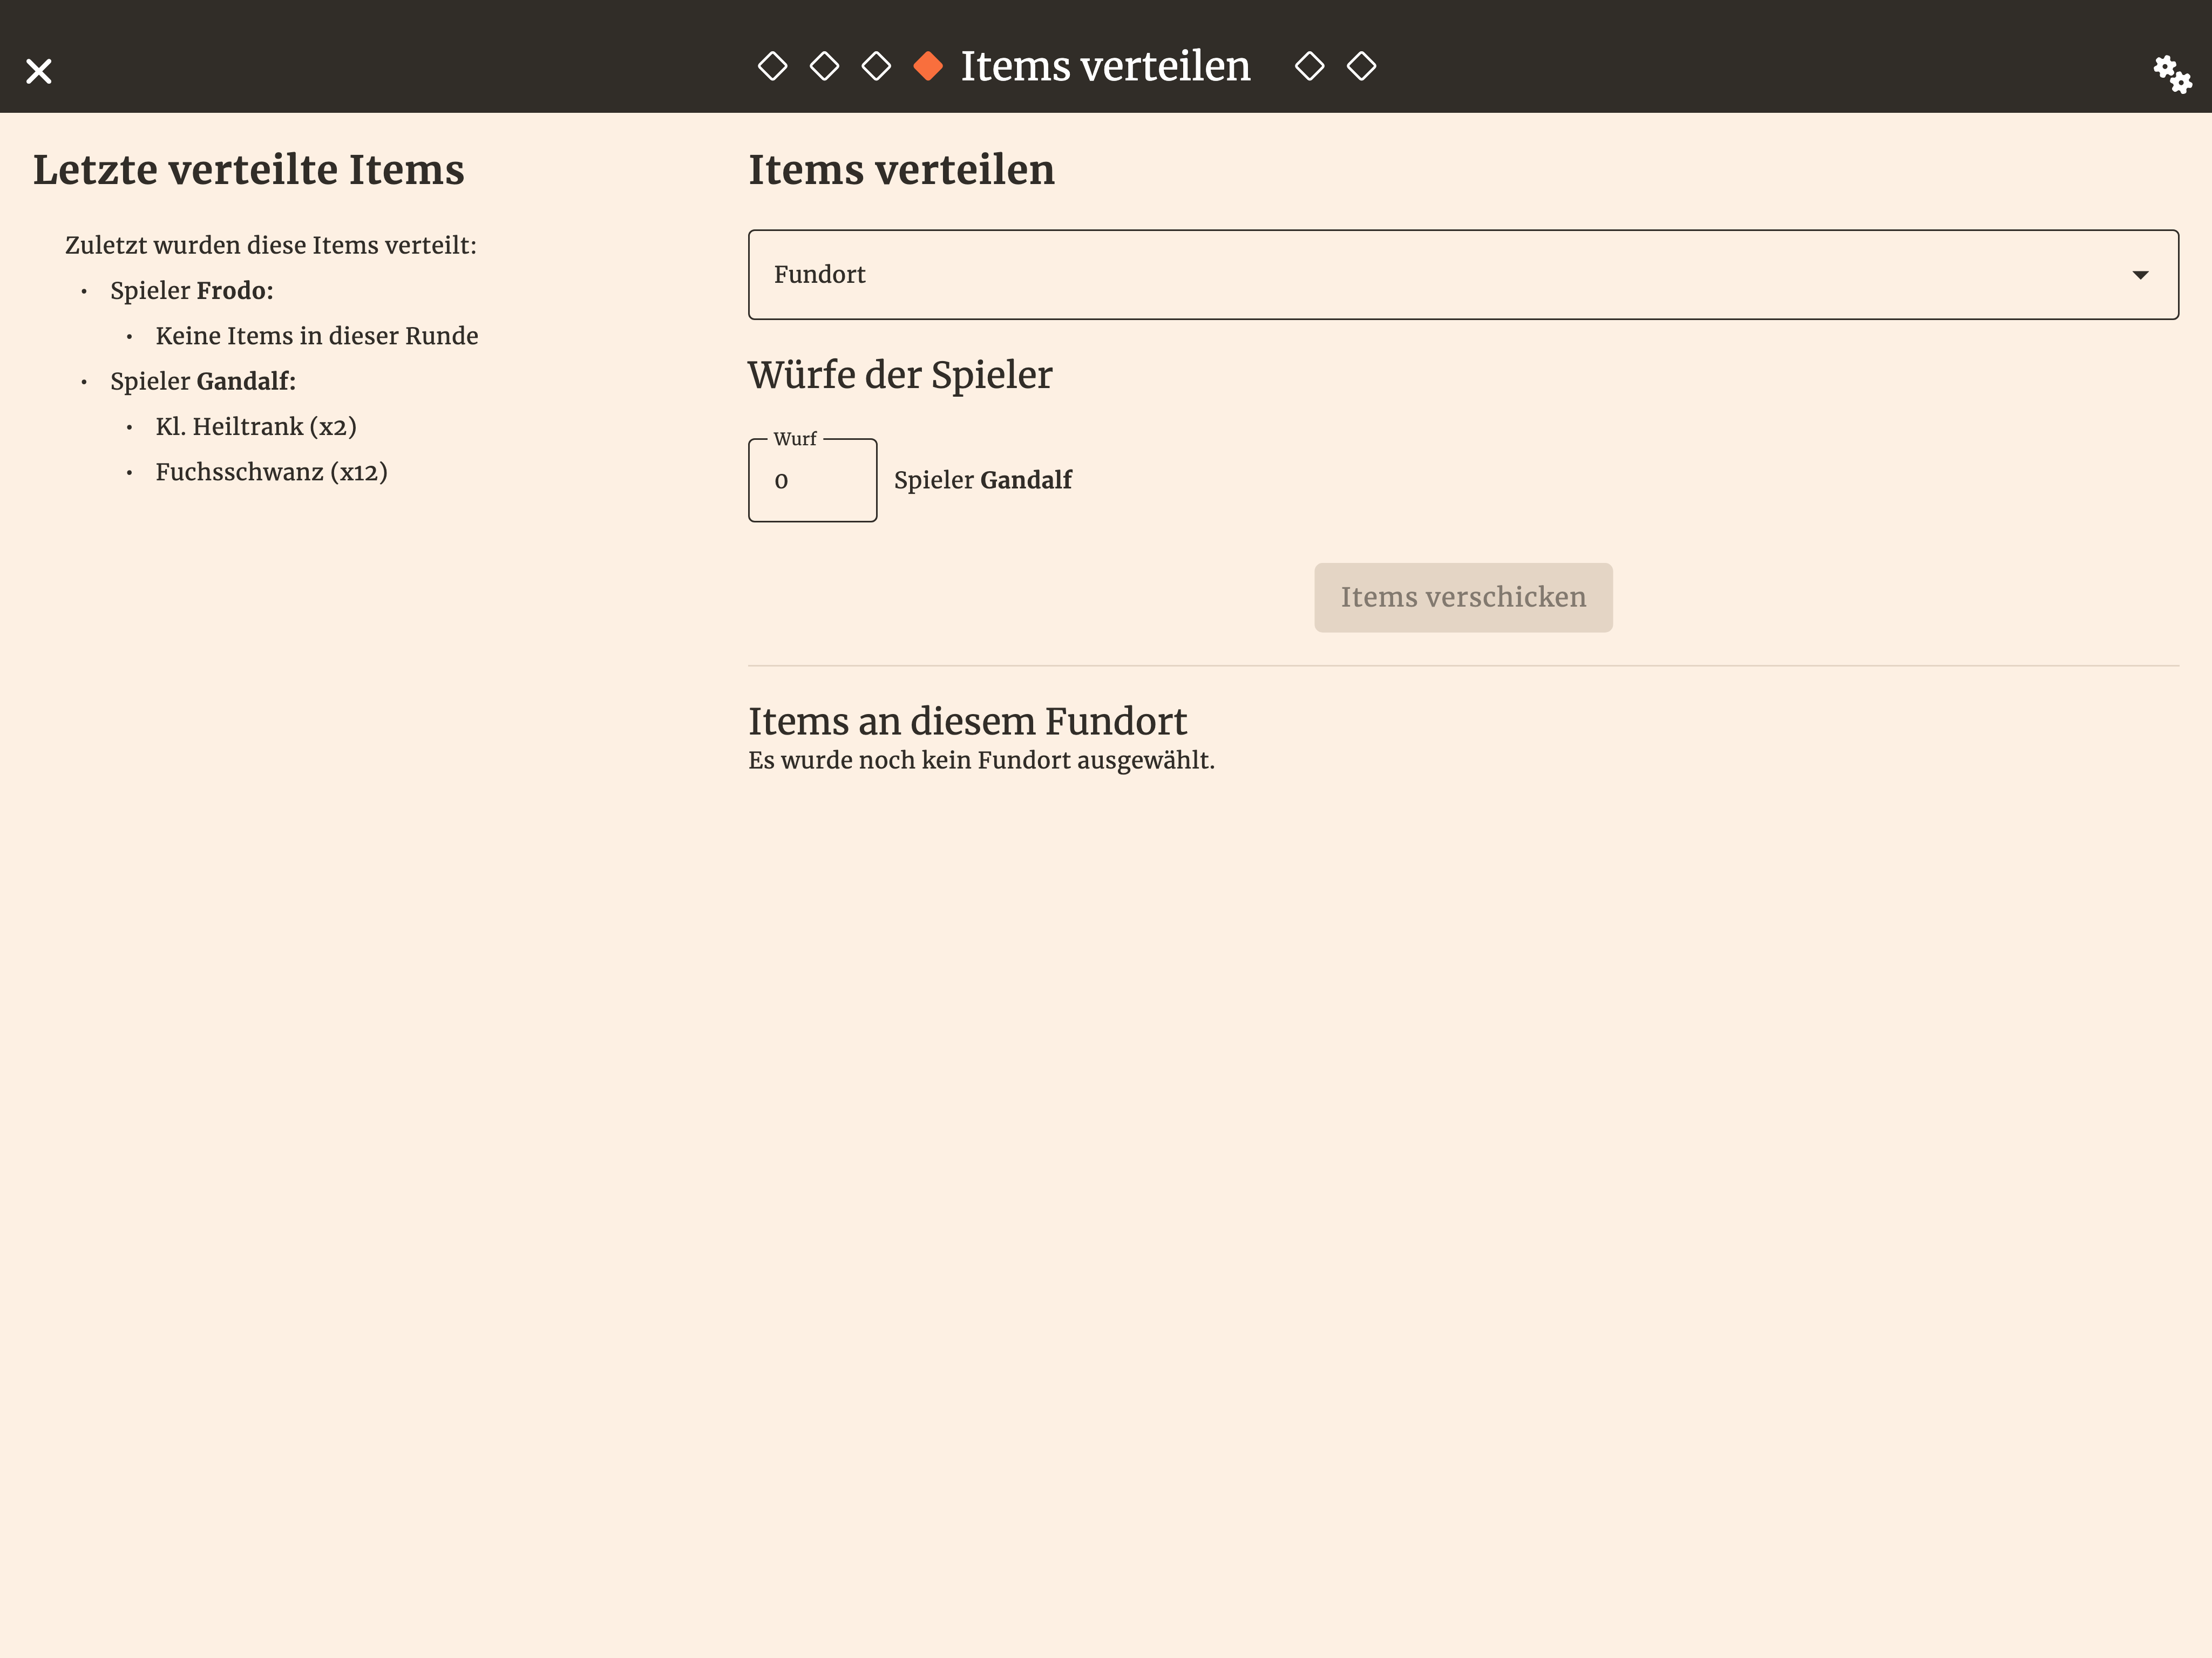 Items verteilen
Letzte verteilte Items
Zuletzt wurden diese Items verteilt:
• Spieler Frodo:
• Keine Items in dieser Runde
• Spieler Gandalf:
• Kl. Heiltrank (x2)
• Fuchsschwanz (x12)
Items verteilen
Fundort
Würfe der Spieler
Wurf
0
Spieler Gandalf
Items verschicken
Items an diesem Fundort
Es wurde noch kein Fundort ausgewählt.